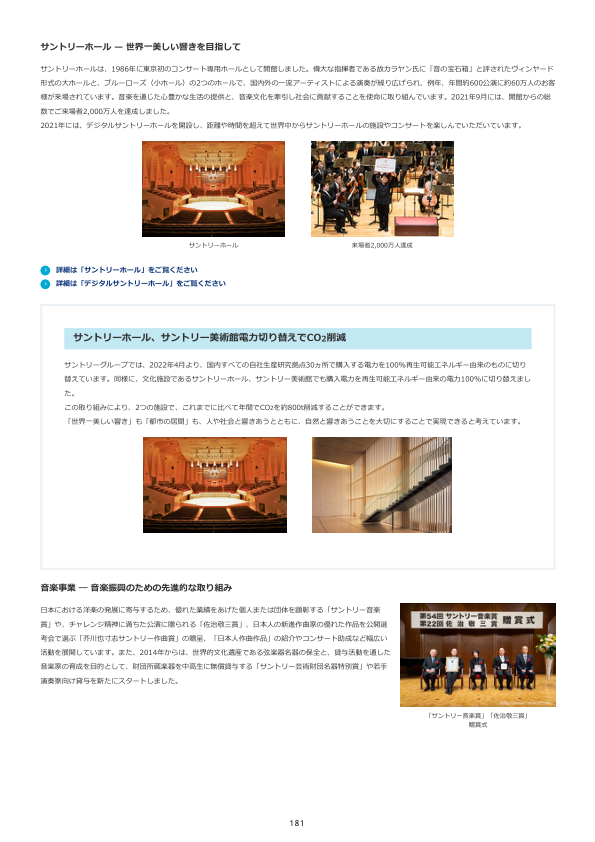 サントリーホール ― 世界一美しい響きを目指して
サントリーホールは、1986年に東京初のコンサート専用ホールとして開館しました。偉大な指揮者である故カラヤン氏に「音の宝石箱」と評されたヴィンヤード
形式の大ホールと、ブルーローズ（小ホール）の2つのホールで、国内外の一流アーティストによる演奏が繰り広げられ、例年、年間約600公演に約60万人のお客
様が来場されています。音楽を通じた心豊かな生活の提供と、音楽文化を牽引し社会に貢献することを使命に取り組んでいます。2021年9月には、開館からの総
数でご来場者2,000万人を達成しました。
2021年には、デジタルサントリーホールを開設し、距離や時間を超えて世界中からサントリーホールの施設やコンサートを楽しんでいただいています。
サントリーホール
来場者2,000万人達成
詳細は「サントリーホール」をご覧ください
詳細は「デジタルサントリーホール」をご覧ください
サントリーホール、サントリー美術館電力切り替えでCO₂削減
サントリーグループでは、2022年4月より、国内すべての自社生産研究拠点30ヵ所で購入する電力を100％再生可能エネルギー由来のものに切り
替えています。同様に、文化施設であるサントリーホール、サントリー美術館でも購入電力を再生可能エネルギー由来の電力100％に切り替えまし
た。
この取り組みにより、2つの施設で、これまでに比べて年間でCO₂を約800t削減することができます。
「世界一美しい響き」も「都市の居間」も、人や社会と響きあうとともに、自然と響きあうことを大切にすることで実現できると考えています。
音楽事業 ― 音楽振興のための先進的な取り組み
日本における洋楽の発展に寄与するため、優れた業績をあげた個人または団体を顕彰する「サントリー音楽
賞」や、チャレンジ精神に満ちた公演に贈られる「佐治敬三賞」、日本人の新進作曲家の優れた作品を公開選
考会で選ぶ「芥川也寸志サントリー作曲賞」の贈呈、「日本人作曲作品」の紹介やコンサート助成など幅広い
活動を展開しています。また、2014年からは、世界的文化遺産である弦楽器名器の保全と、貸与活動を通した
音楽家の育成を目的として、財団所蔵楽器を中高生に無償貸与する「サントリー芸術財団名器特別賞」や若手
演奏家向け貸与を新たにスタートしました。
第54回 サントリー音楽賞
第22回 佐治敬三賞
贈賞式
「サントリー音楽賞」「佐治敬三賞」
贈賞式
181